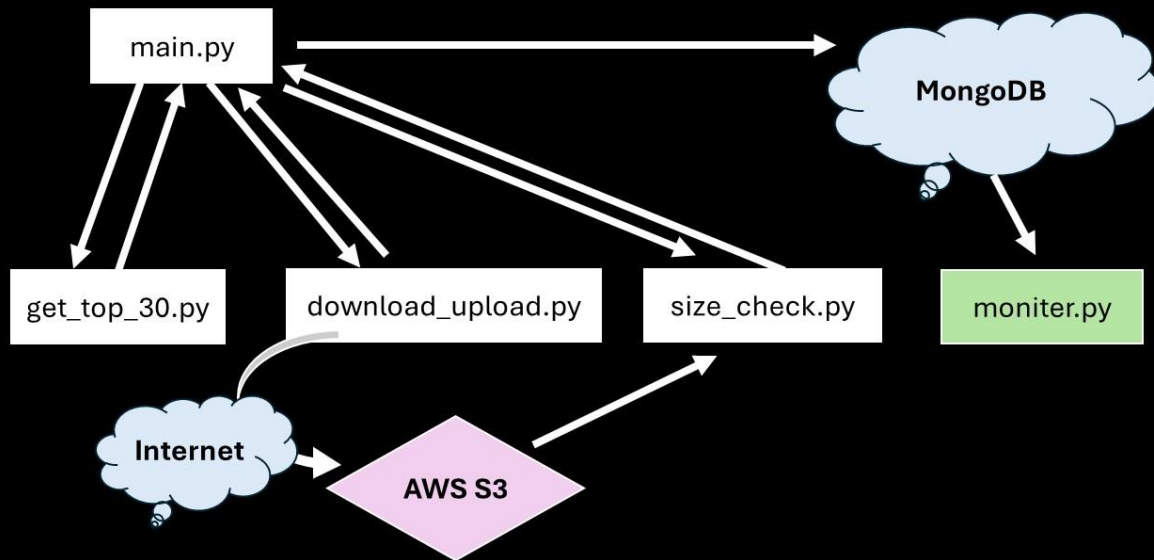 main.py
MongoDB
get_top_30.py
download_upload.py
size_check.py
moniter.py
Internet
AWS S3